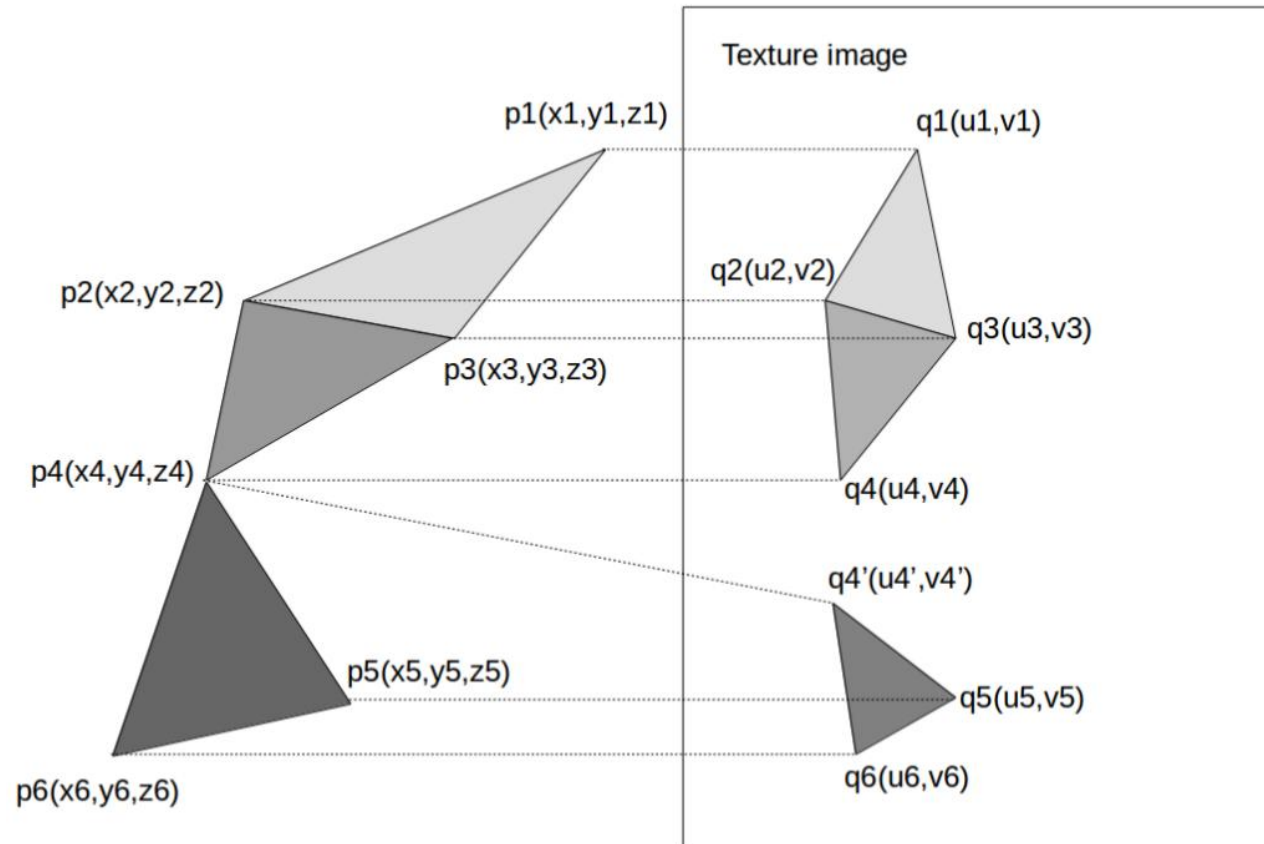 Texture image
p1(x1,y1,z1)
q1(u1,v1)
q2(u2,v2)
p2(x2,y2,z2)
q3(u3,v3)
p3(x3,y3,z3)
p4(x4,y4,z4)
q4(u4,v4)
q4’(u4’,v4’)
p5(x5,y5,z5)
q5(u5,v5)
q6(u6,v6)
p6(x6,y6,z6)